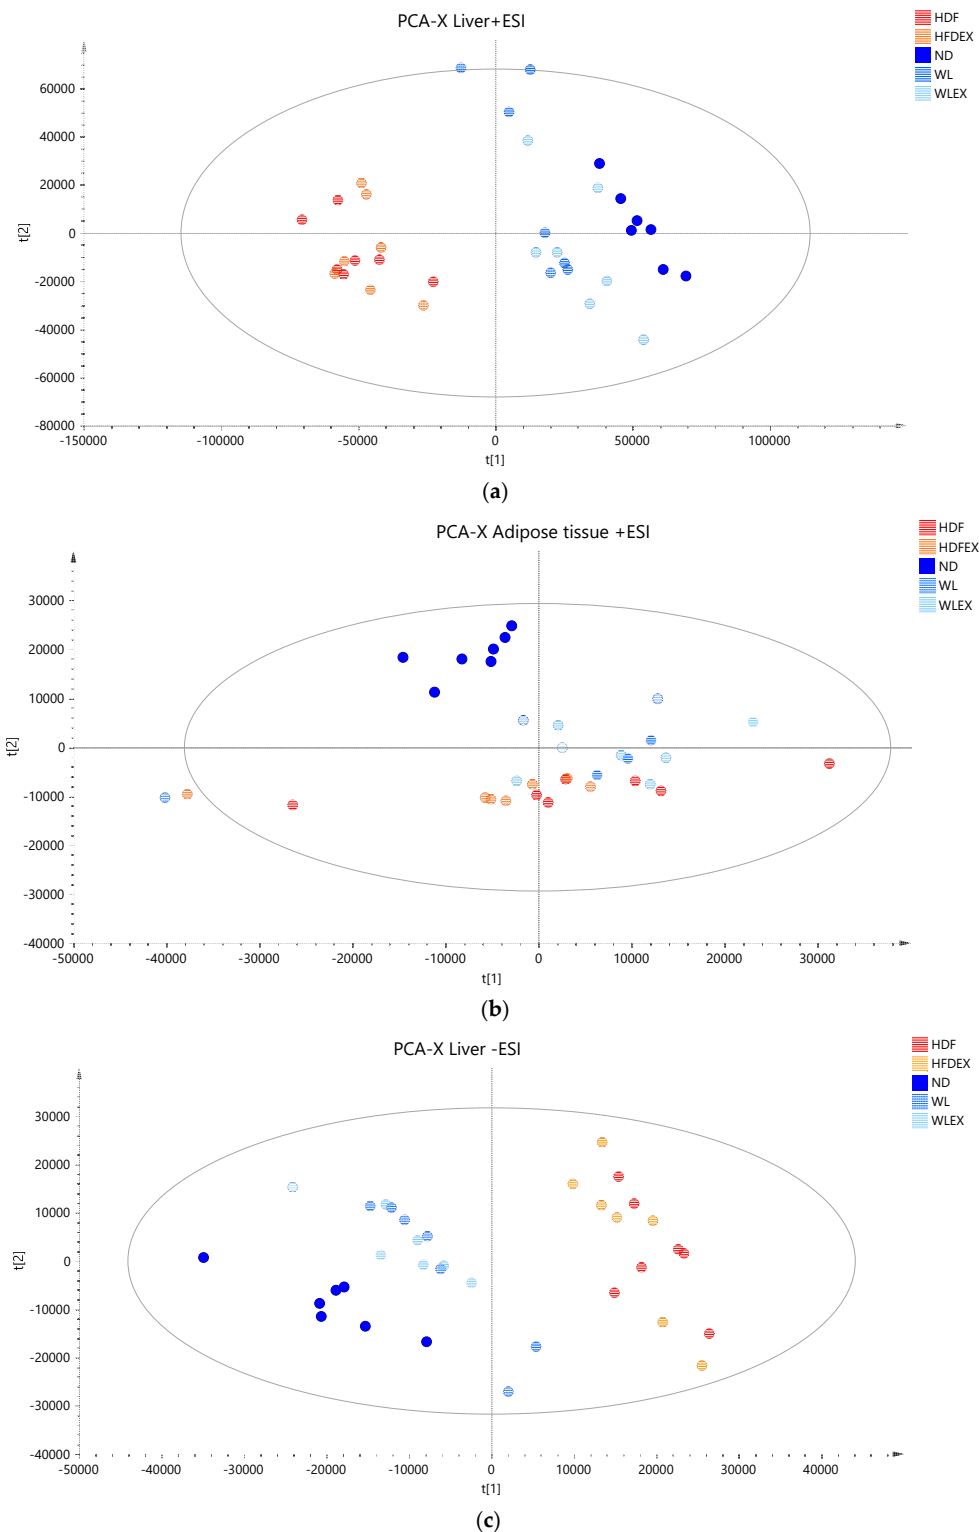 PCA-X Liver+ESI
HDF
HFDEX
ND
WL
WLEX
60000
40000
20000
0
-20000
-40000
-60000
-80000
t[2]
-150000 -100000 -50000 0 50000 100000
t[1]
(a)
PCA-X Adipose tissue +ESI
HDF
HDFEX
ND
WL
WLEX
30000
20000
10000
0
-10000
-20000
-30000
-40000
t[2]
-50000 -40000 -30000 -20000 -10000 0 10000 20000 30000
t[1]
(b)
PCA-X Liver -ESI
HDF
HFDEX
ND
WL
WLEX
30000
20000
10000
0
-10000
-20000
-30000
-40000
t[2]
-50000 -40000 -30000 -20000 -10000 0 10000 20000 30000 40000
t[1]
(c)